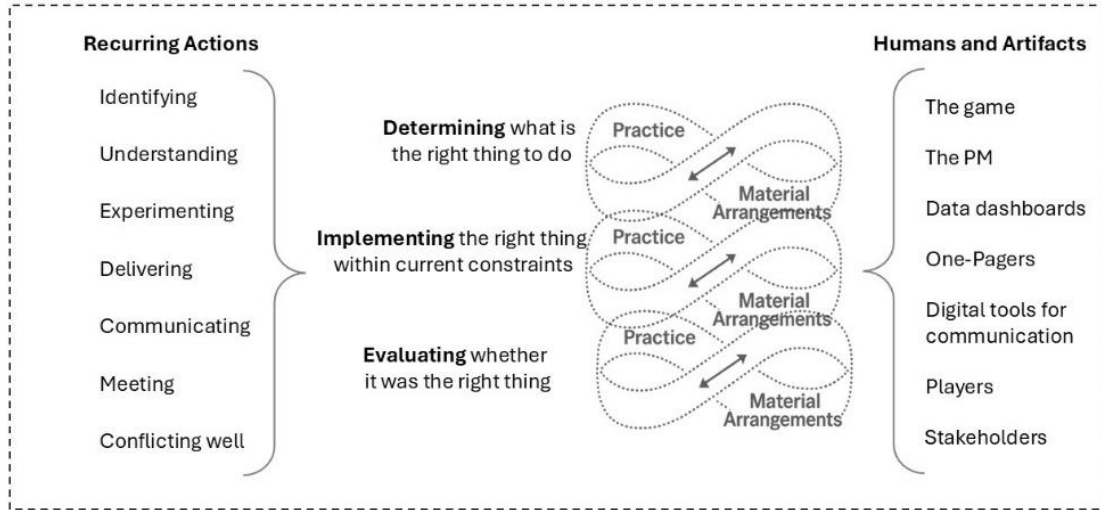 Recurring Actions
Identifying
Understanding
Experimenting
Delivering
Communicating
Meeting
Conflicting well
Determining what is
the right thing to do
Implementing the right thing
within current constraints
Evaluating whether
it was the right thing
Practice
Material
Arrangements
Practice
Material
Arrangements
Practice
Material
Arrangements
Humans and Artifacts
The game
The PM
Data dashboards
One-Pagers
Digital tools for
communication
Players
Stakeholders